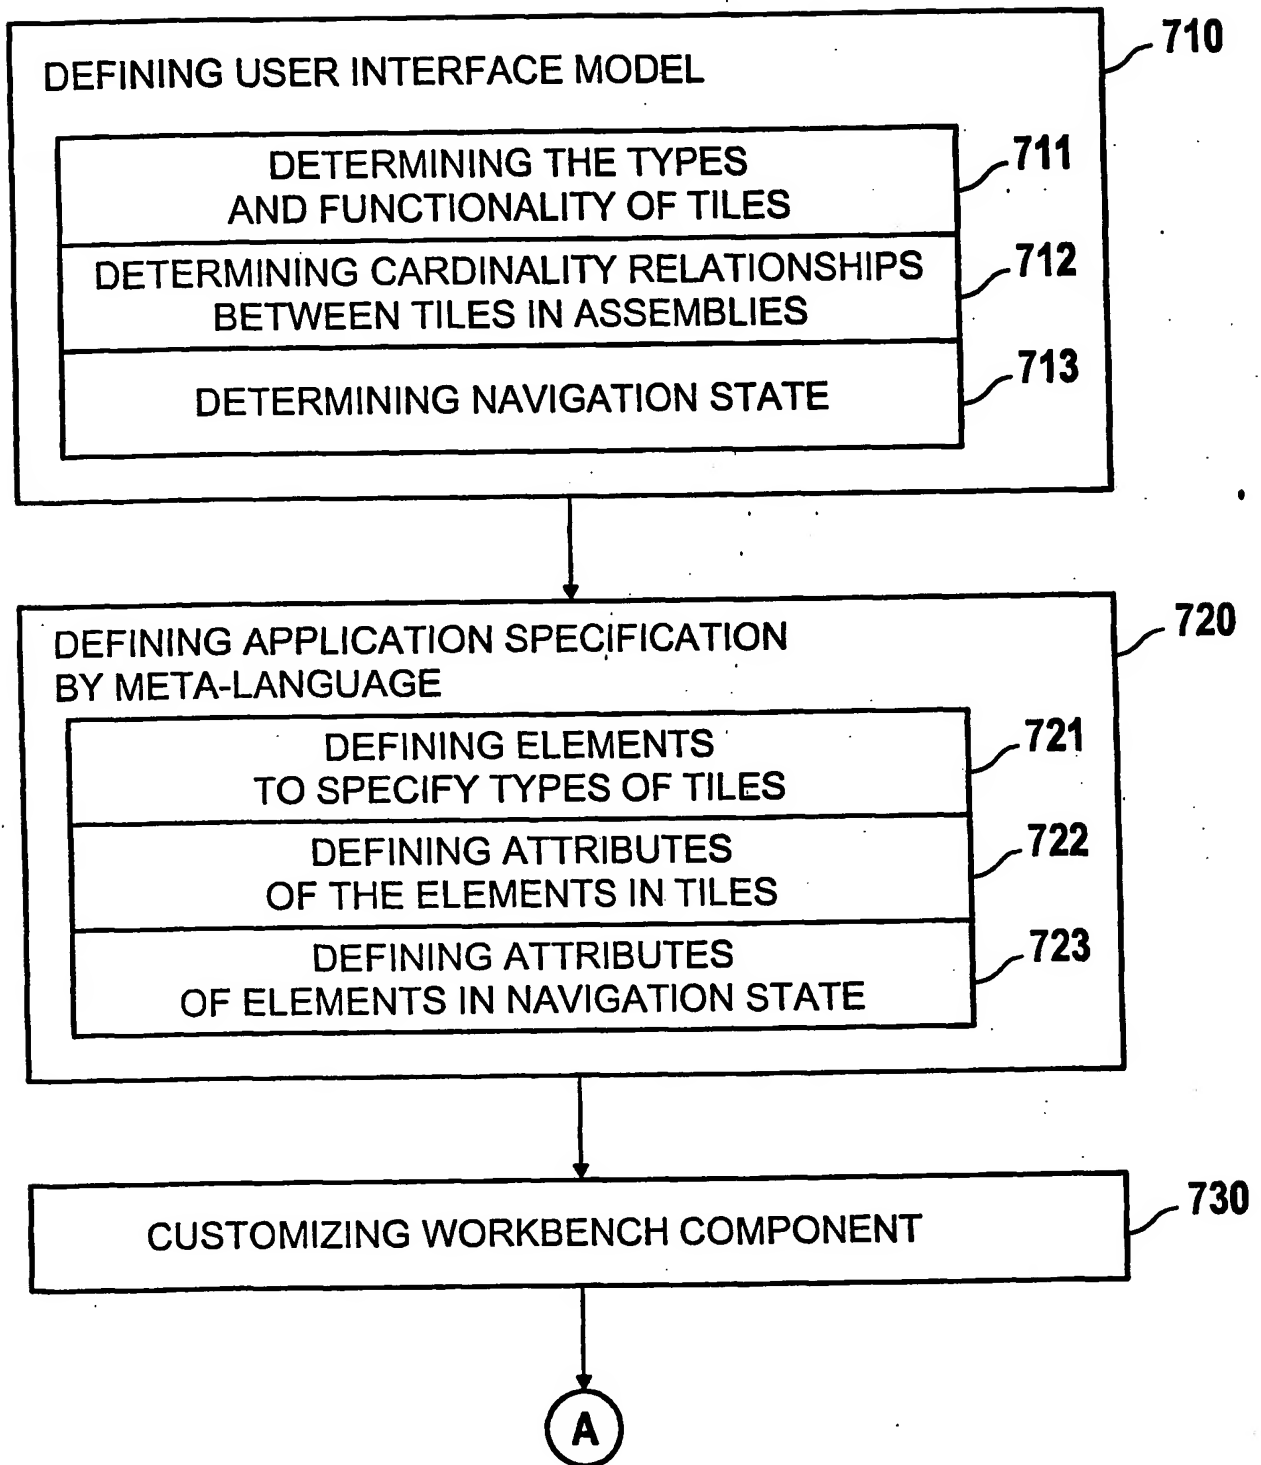 710
DEFINING USER INTERFACE MODEL
711
DETERMINING THE TYPES
AND FUNCTIONALITY OF TILES
712
DETERMINING CARDINALITY RELATIONSHIPS
BETWEEN TILES IN ASSEMBLIES
713
DETERMINING NAVIGATION STATE
720
DEFINING APPLICATION SPECIFICATION
BY META-LANGUAGE
721
DEFINING ELEMENTS
TO SPECIFY TYPES OF TILES
722
DEFINING ATTRIBUTES
OF THE ELEMENTS IN TILES
723
DEFINING ATTRIBUTES
OF ELEMENTS IN NAVIGATION STATE
730
CUSTOMIZING WORKBENCH COMPONENT
A